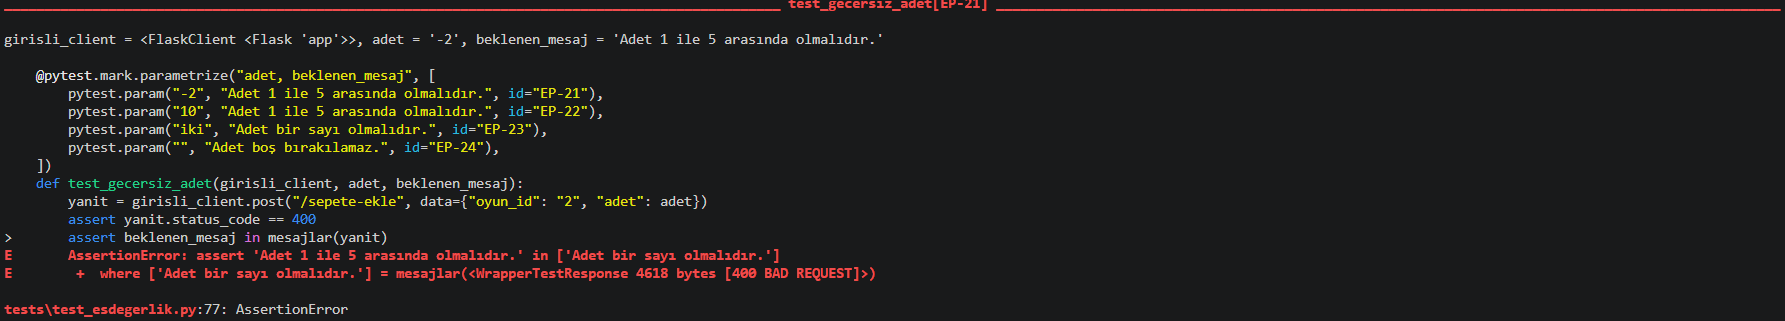 test_gecersiz_adet[EP-21]
girisli_client = <FlaskClient <Flask 'app'>>, adet = '-2', beklenen_mesaj = 'Adet 1 ile 5 arasında olmalıdır.'
@pytest.mark.parametrize("adet, beklenen_mesaj", [
pytest.param("-2", "Adet 1 ile 5 arasında olmalıdır.", id="EP-21"),
pytest.param("10", "Adet 1 ile 5 arasında olmalıdır.", id="EP-22"),
pytest.param("iki", "Adet bir sayı olmalıdır.", id="EP-23"),
pytest.param("", "Adet boş bırakılamaz.", id="EP-24"),
])
def test_gecersiz_adet(girisli_client, adet, beklenen_mesaj):
yanit = girisli_client.post("/sepete-ekle", data={"oyun_id": "2", "adet": adet})
assert yanit.status_code == 400
> assert beklenen_mesaj in mesajlar(yanit)
E AssertionError: assert 'Adet 1 ile 5 arasında olmalıdır.' in ['Adet bir sayı olmalıdır.']
E + where ['Adet bir sayı olmalıdır.'] = mesajlar(<WrapperTestResponse 4618 bytes [400 BAD REQUEST]>)
tests\test_esdegerlik.py:77: AssertionError